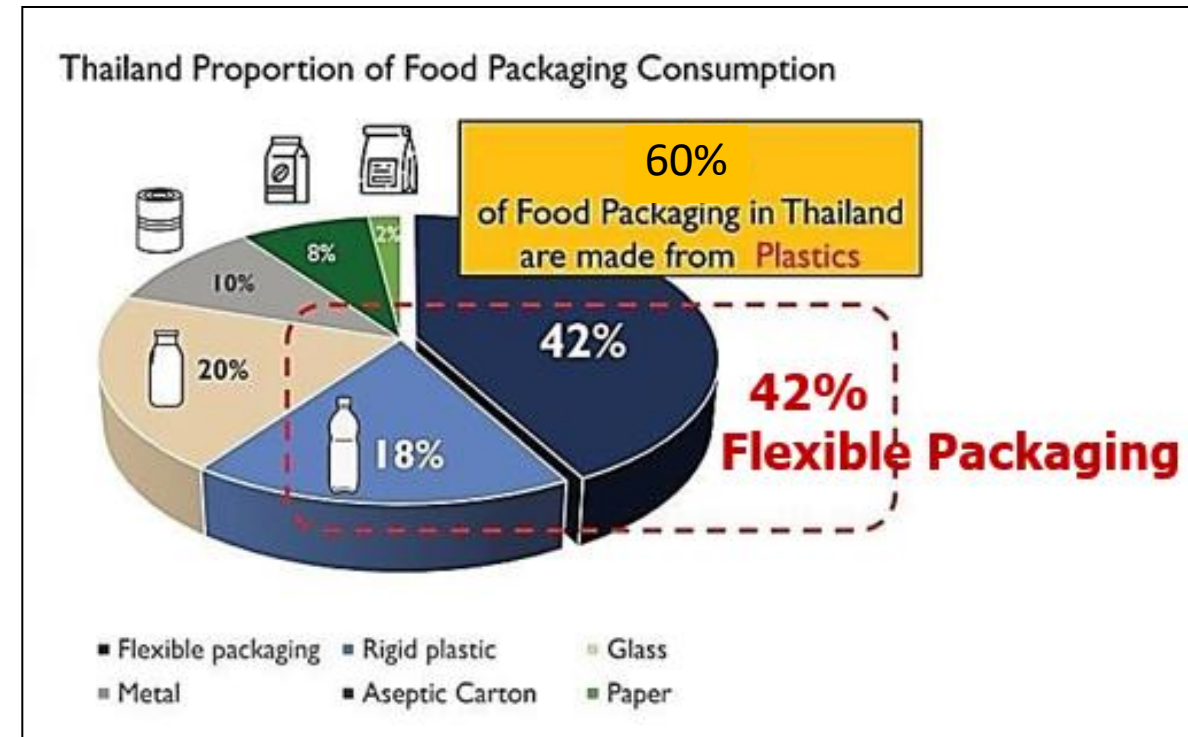 Thailand Proportion of Food Packaging Consumption
60%
of Food Packaging in Thailand
are made from Plastics
2%
8%
10%
42%
20%
18%
42%
Flexible Packaging
Flexible packaging
Rigid plastic
Glass
Metal
Aseptic Carton
Paper